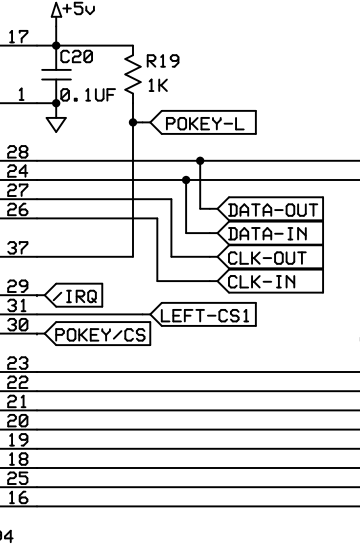 +5v
17
C20
R19
1K
1
0.1UF
POKEY-L
28
24
27
DATA-OUT
26
DATA-IN
37
CLK-OUT
CLK-IN
29
/IRQ
31
LEFT-CS1
30
POKEY/CS
23
22
21
20
19
18
25
16
04